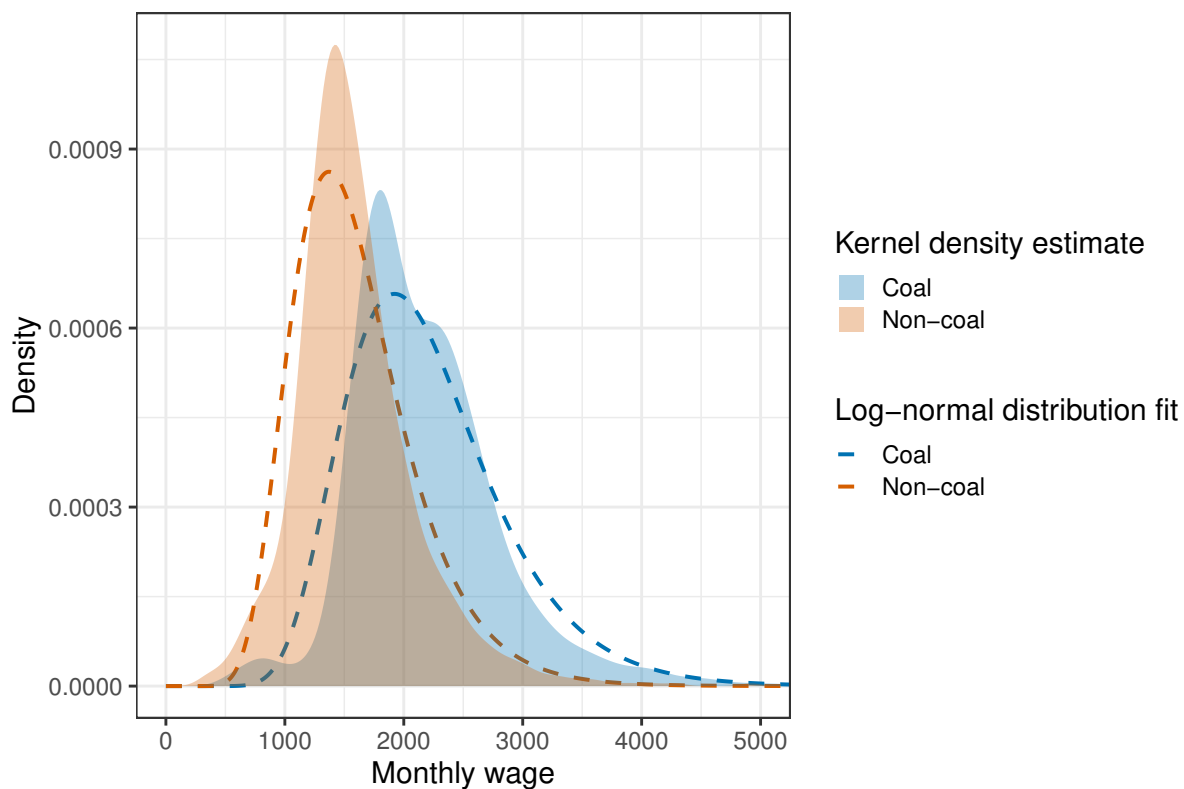 0.0009
0.0006
0.0003
0.0000
Density
0 1000 2000 3000 4000 5000
Monthly wage
Kernel density estimate
Coal
Non−coal
Log−normal distribution fit
Coal
Non−coal